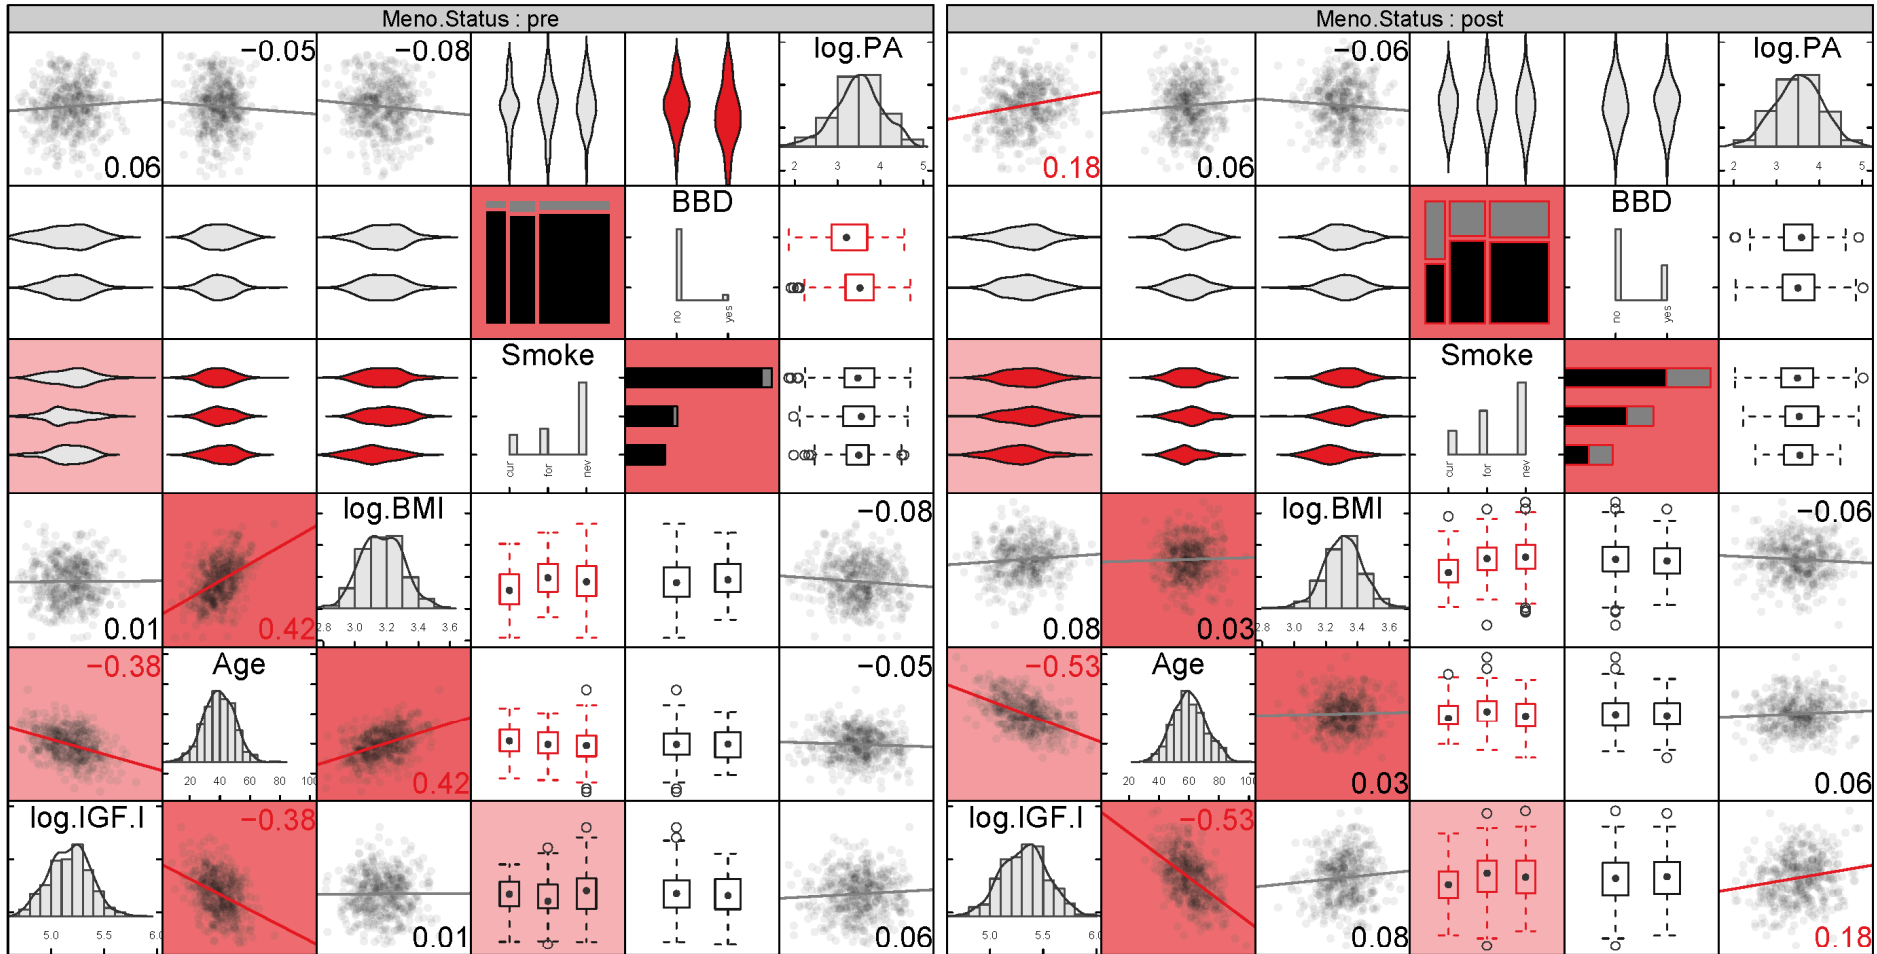 Meno.Status : pre
Meno.Status : post
−0.05 −0.08 log.PA
0.06
2 3 4 5
−0.06 log.PA
0.18 0.06
2 3 4 5
BBD
no yes
BBD
no yes
Smoke
cur for nev
Smoke
cur for nev
log.BMI −0.08
0.01 0.42
2.8 3.0 3.2 3.4 3.6
log.BMI −0.06
0.08 0.03
2.8 3.0 3.2 3.4 3.6
−0.38 Age −0.05
0.42
20 40 60 80 100
−0.53 Age
0.03 0.06
20 40 60 80 100
log.IGF.I −0.38
0.01 0.06
5.0 5.5 6.0
log.IGF.I −0.53
0.08 0.18
5.0 5.5 6.0